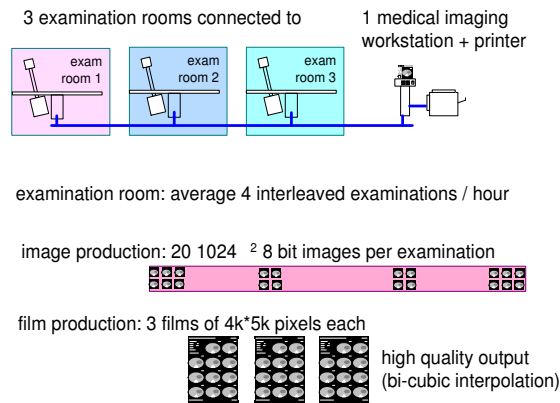 3 examination rooms connected to
1 medical imaging
workstation + printer
exam
room 1
exam
room 2
exam
room 3
examination room: average 4 interleaved examinations / hour
image production: 20 1024 ² 8 bit images per examination
film production: 3 films of 4k*5k pixels each
high quality output
(bi-cubic interpolation)